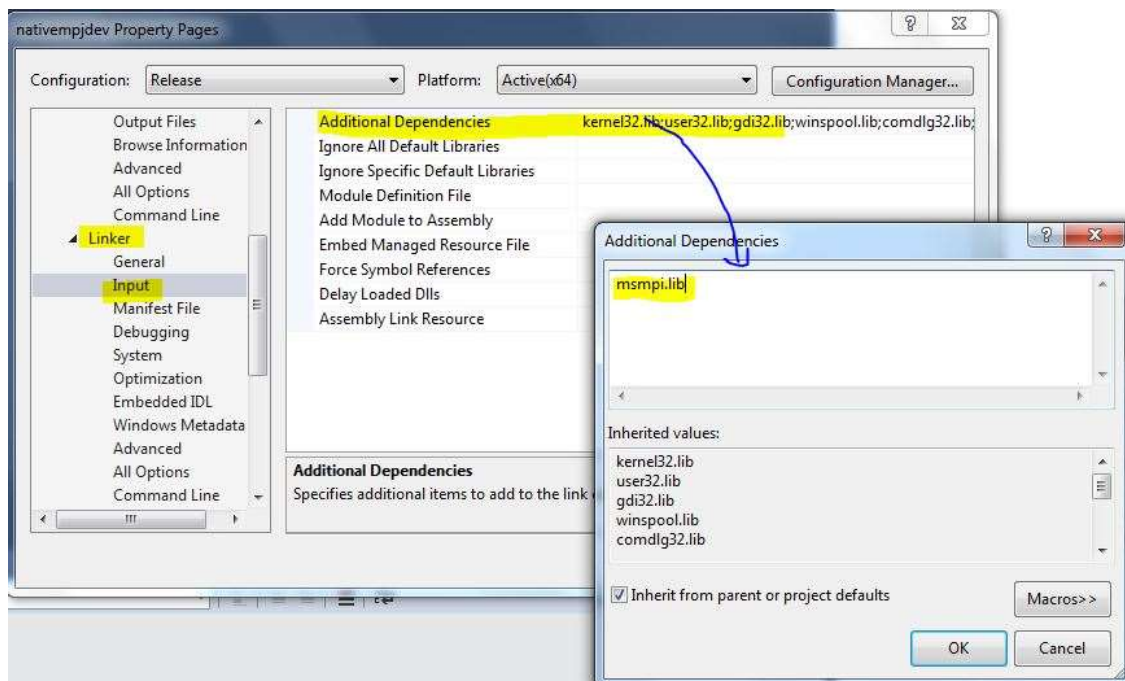 nativempjdev Property Pages
Configuration: Release Platform: Active(x64) Configuration Manager...
Output Files
Browse Information
Advanced
All Options
Command Line
Linker
General
Input
Manifest File
Debugging
System
Optimization
Embedded IDL
Windows Metadata
Advanced
All Options
Command Line
Additional Dependencies kernel32.lib;user32.lib;gdi32.lib;winspool.lib;comdlg32.lib;
Ignore All Default Libraries
Ignore Specific Default Libraries
Module Definition File
Add Module to Assembly
Embed Managed Resource File
Force Symbol References
Delay Loaded Dlls
Assembly Link Resource
Additional Dependencies
Specifies additional items to add to the link
Additional Dependencies
msmpi.lib
Inherited values:
kernel32.lib
user32.lib
gdi32.lib
winspool.lib
comdlg32.lib
Inherit from parent or project defaults
Macros>>
OK Cancel